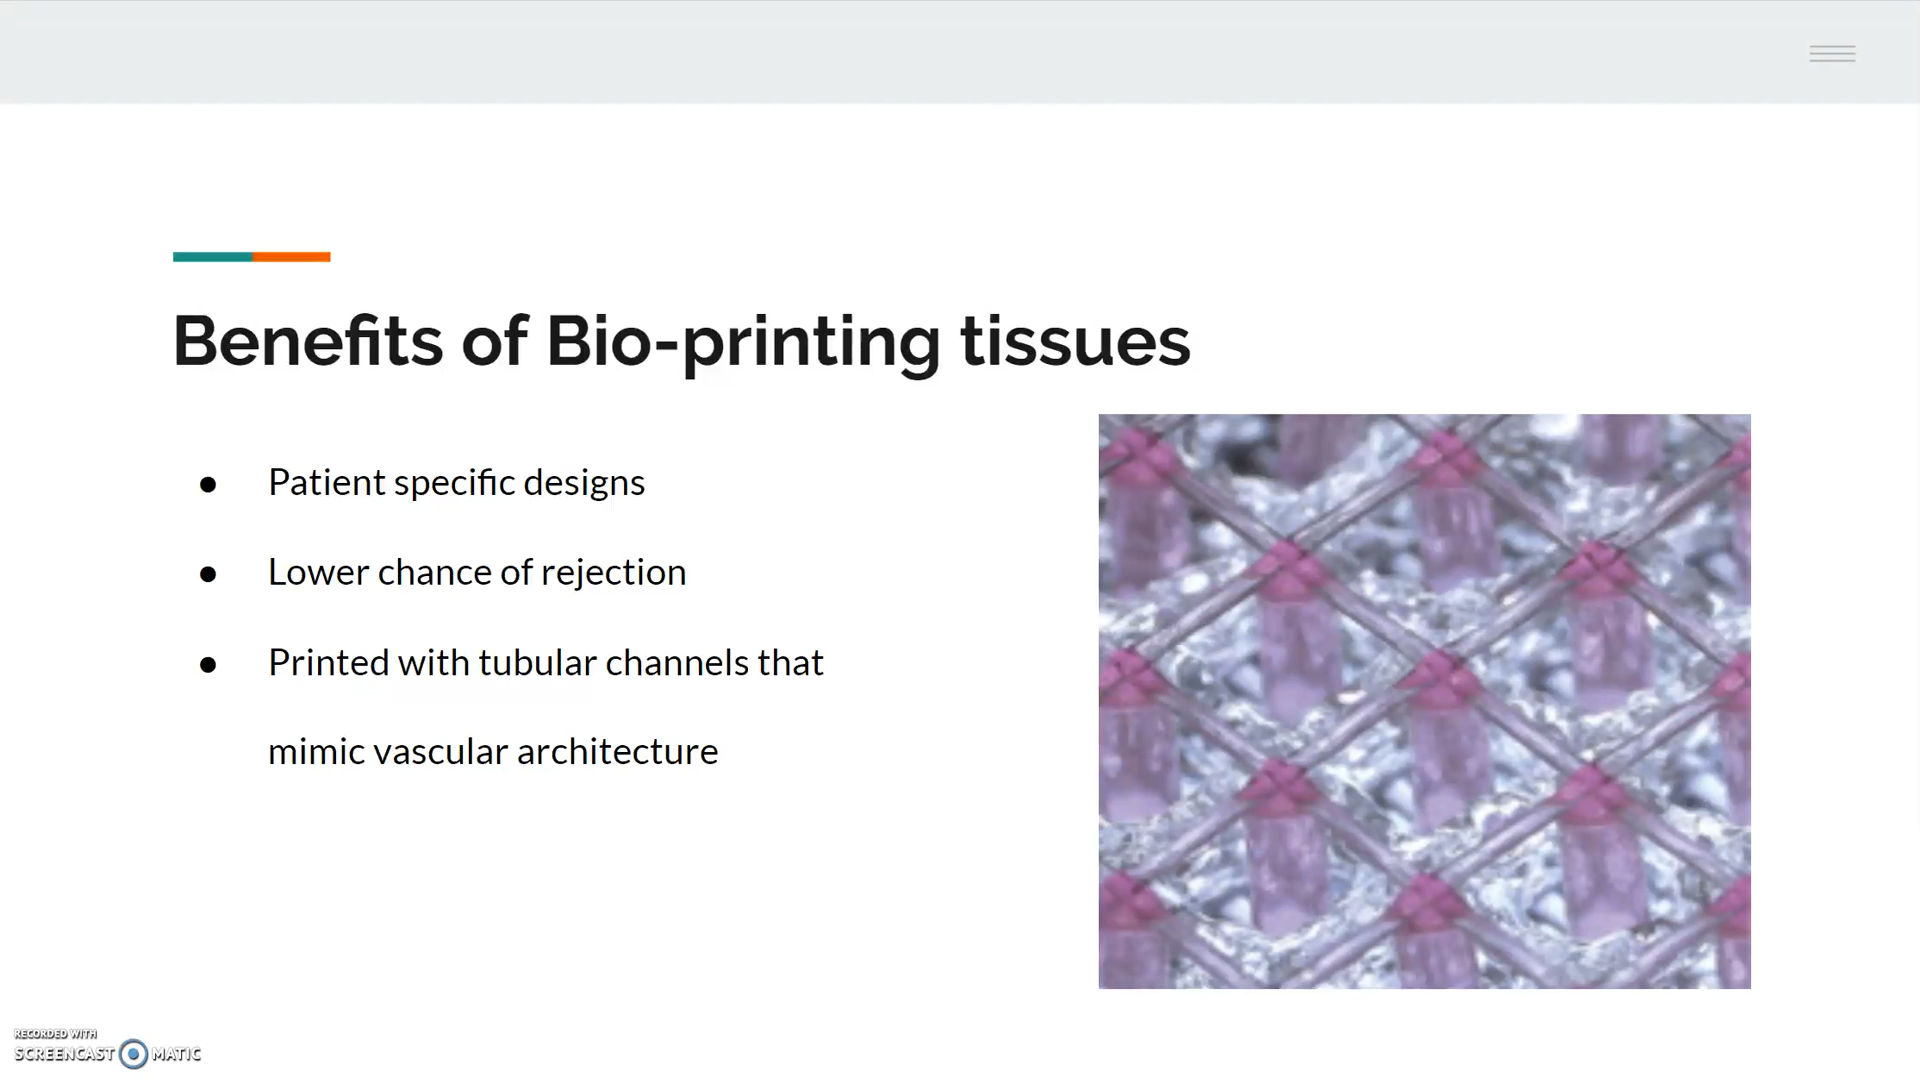 Benefits of Bio-printing tissues
● Patient specific designs
● Lower chance of rejection
● Printed with tubular channels that
mimic vascular architecture
RECORDED WITH
SCREENCAST MATIC